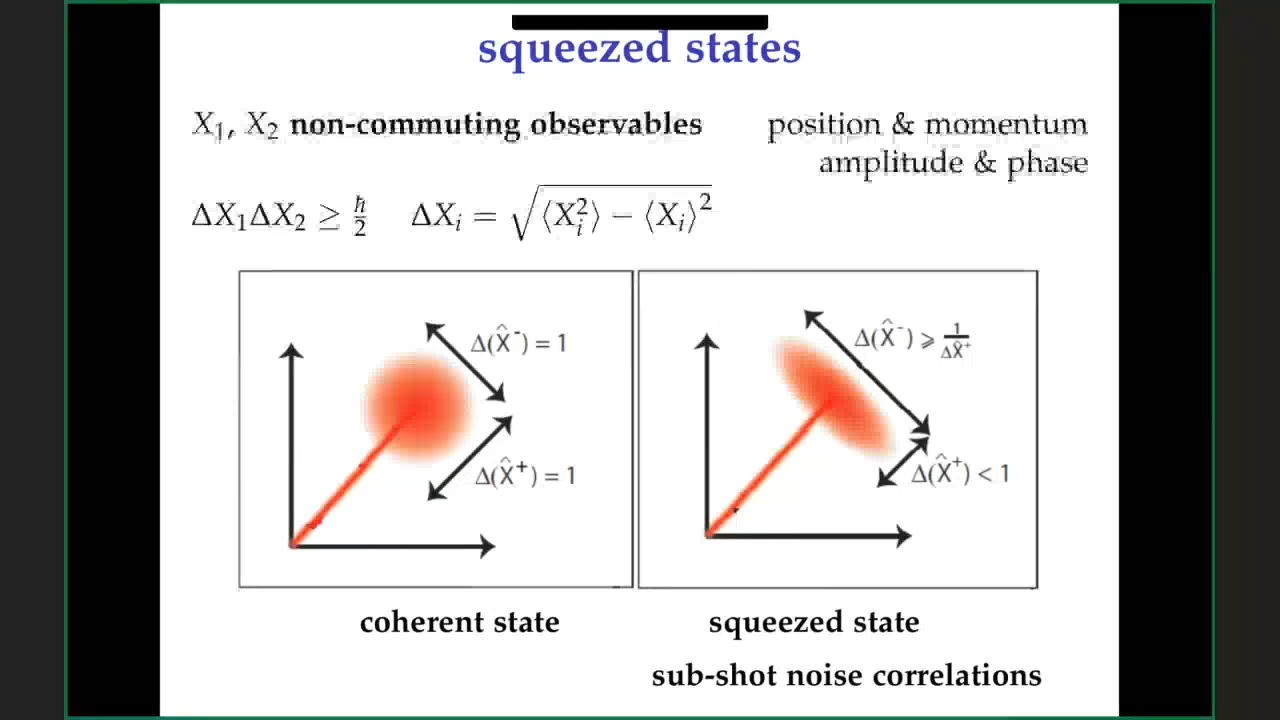 squeezed states
X₁, X₂ non-commuting observables position & momentum
amplitude & phase
ΔX₁ΔX₂ ≥ ℏ/2 ΔXᵢ = √(⟨Xᵢ²⟩ − ⟨Xᵢ⟩²)
Δ(X̂⁻) = 1
Δ(X̂⁺) = 1
Δ(X̂⁻) ⩾ 1/ΔX̂⁺
Δ(X̂⁺) < 1
coherent state
squeezed state
sub-shot noise correlations